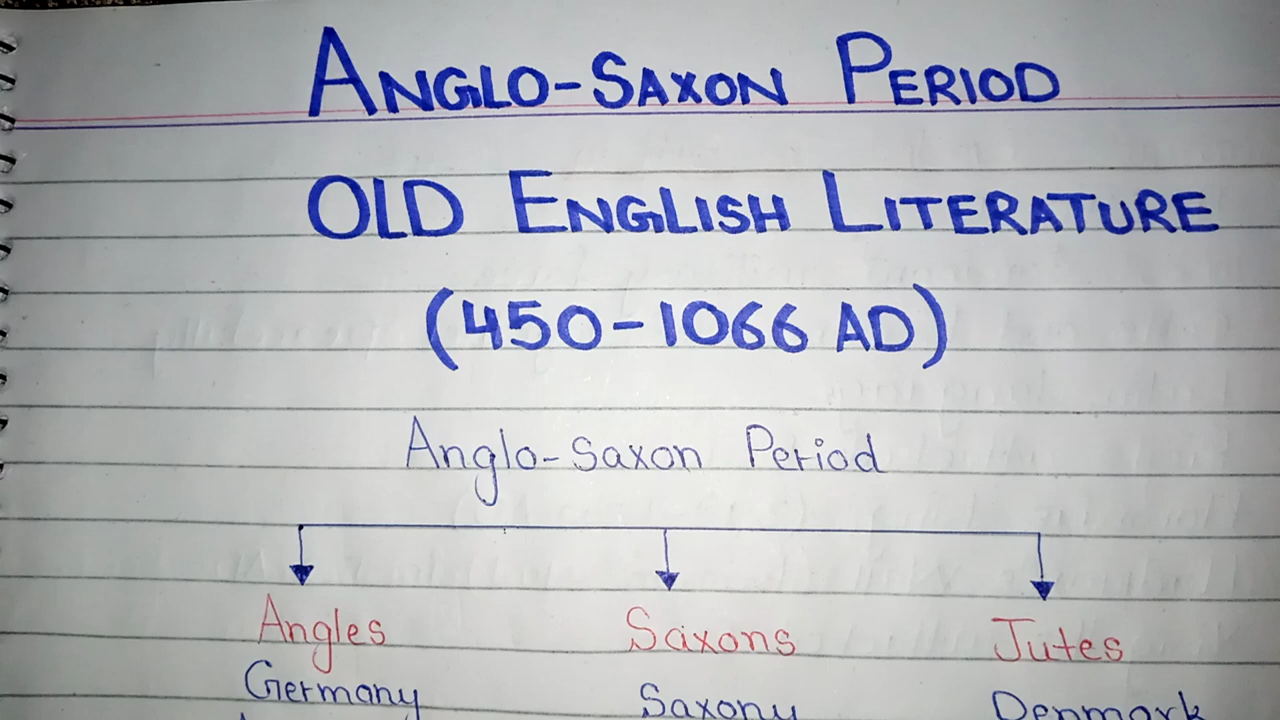 ANGLO-SAXON PERIOD
OLD ENGLISH LITERATURE
(450-1066 AD)
Anglo-Saxon Period
Angles Saxons Jutes
Germany Saxony Denmark